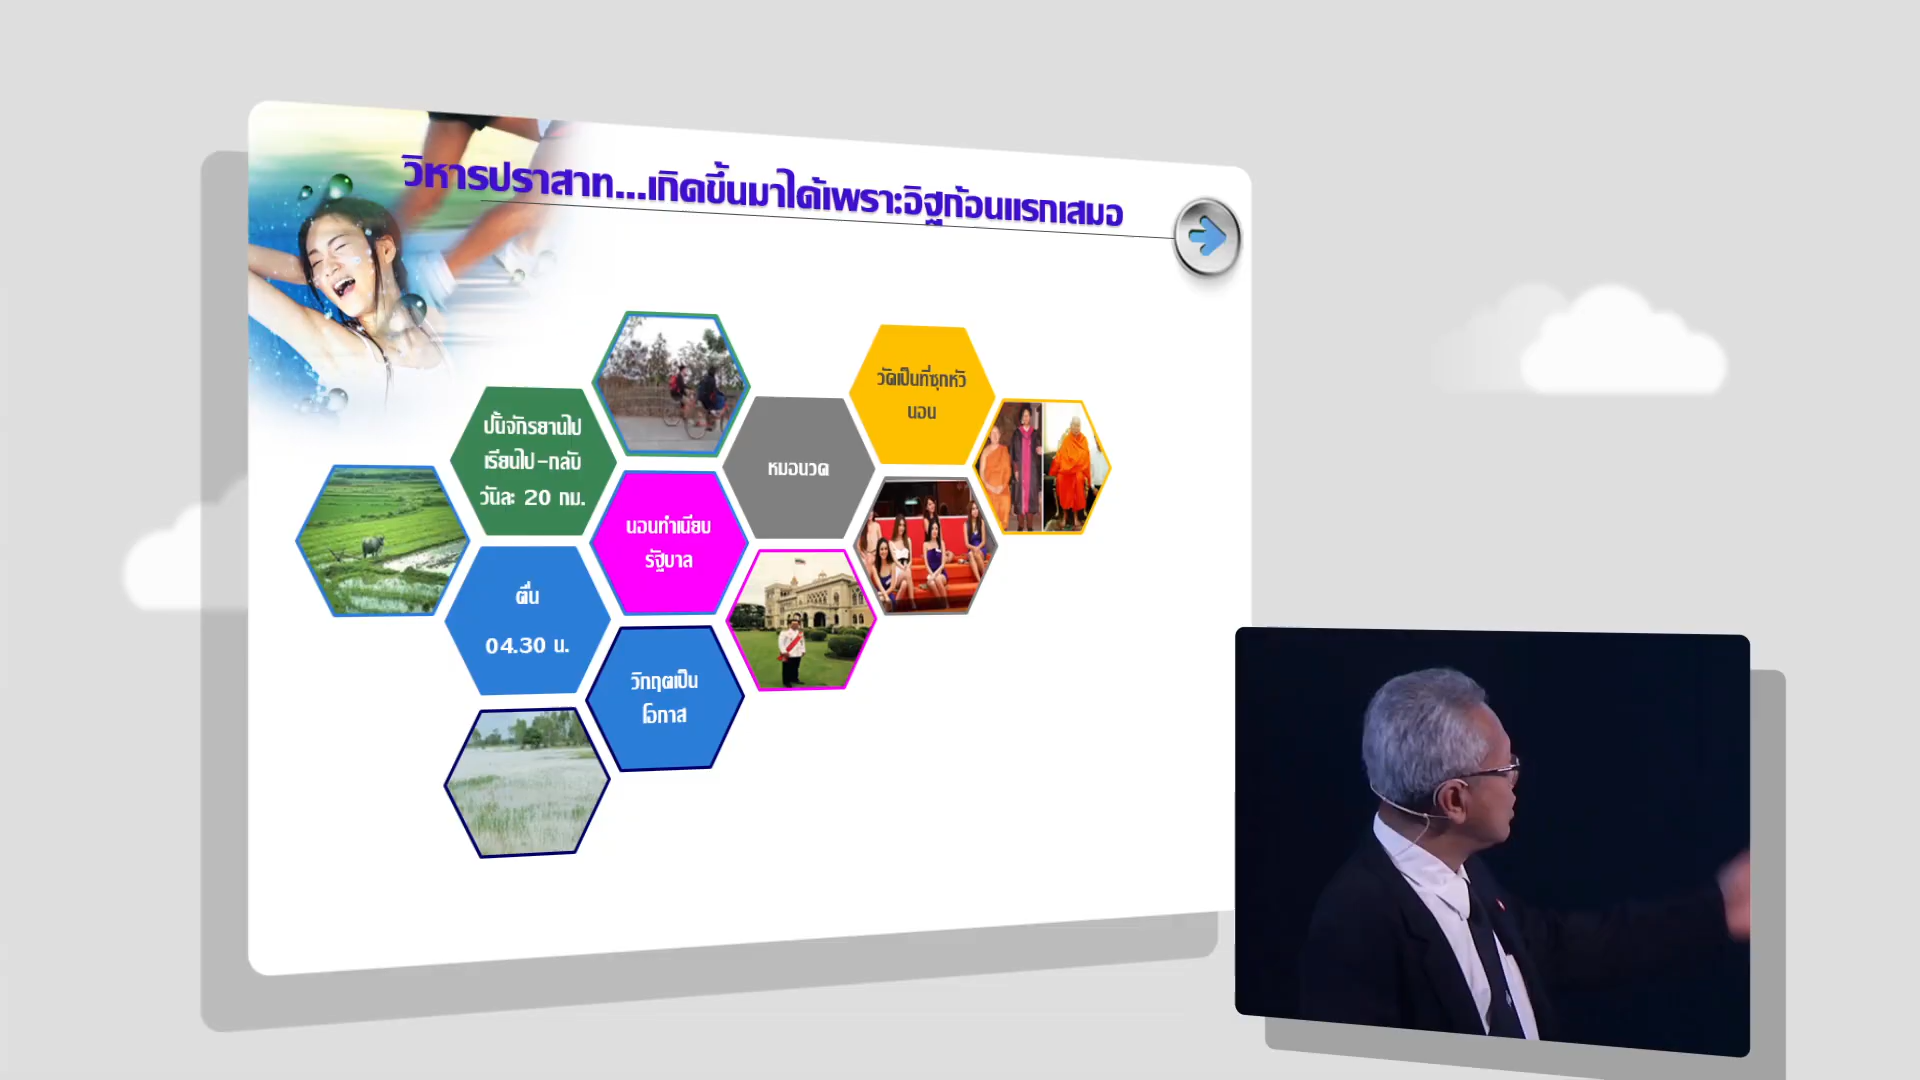 วิหารปราสาท...เกิดขึ้นมาได้เพราะอิฐก้อนแรกเสมอ
วัดเป็นที่ซุกหัว
นอน
ปั่นจักรยานไป
เรียนไป-กลับ
วันละ 20 กม.
หมอนวด
นอนทำเนียบ
รัฐบาล
ตื่น
04.30 น.
วิกฤตเป็น
โอกาส